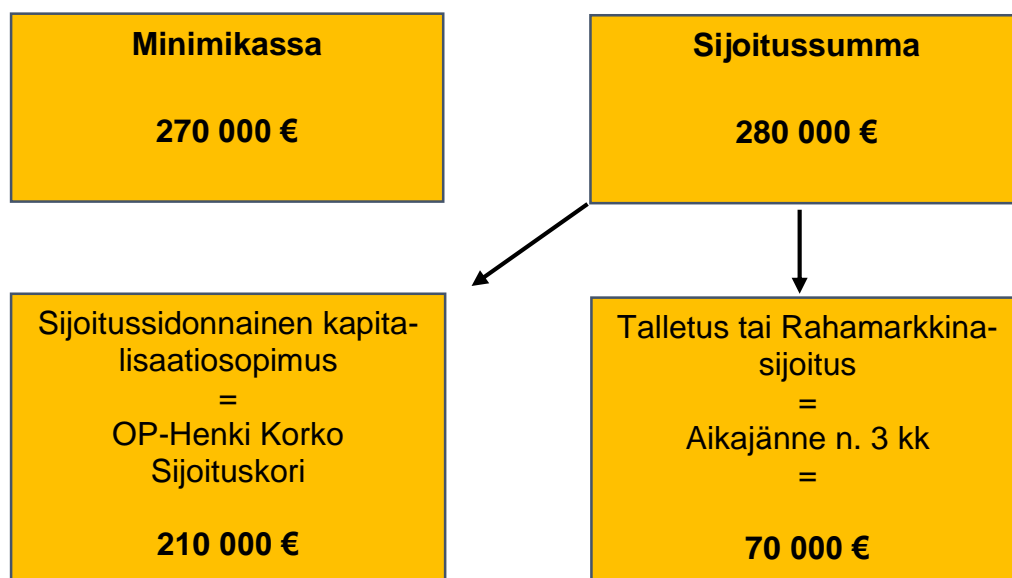 Minimikassa
270 000 €
Sijoitussumma
280 000 €
Sijoitussidonnainen kapita-
lisaatiosopimus
=
OP-Henki Korko
Sijoituskori
210 000 €
Talletus tai Rahamarkkina-
sijoitus
=
Aikajänne n. 3 kk
=
70 000 €